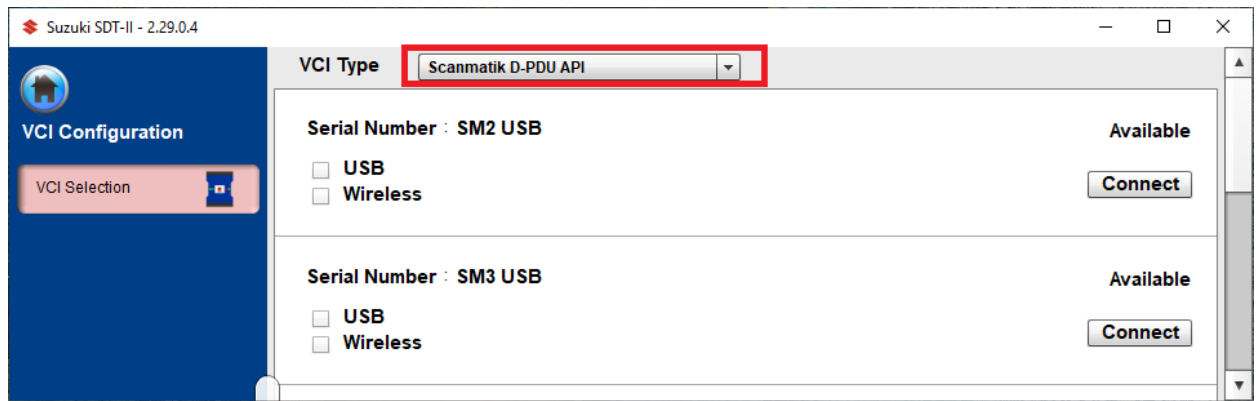 Suzuki SDT-II - 2.29.0.4
VCI Type Scanmatik D-PDU API
VCI Configuration
VCI Selection
Serial Number : SM2 USB
Available
USB
Wireless
Connect
Serial Number : SM3 USB
Available
USB
Wireless
Connect